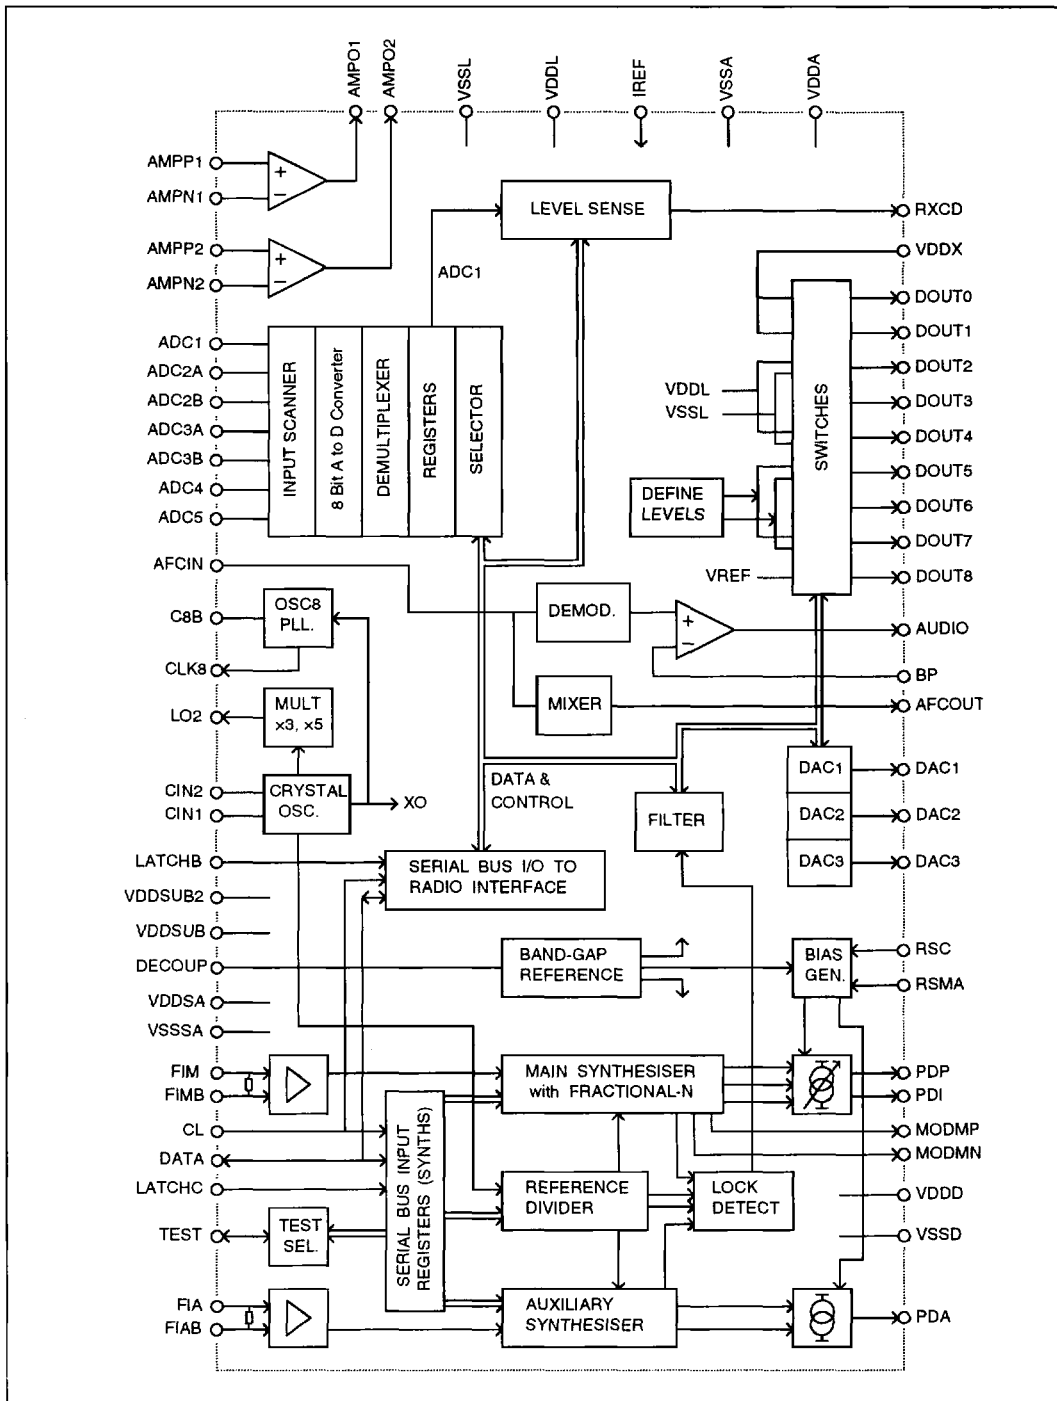 AMPO1
AMPO2
VSSL
VDDL
IREF
VSSA
VDDA
AMPP1
AMPN1
AMPP2
AMPN2
ADC1
ADC2A
ADC2B
ADC3A
ADC3B
ADC4
ADC5
AFCIN
C8B
CLK8
LO2
CIN2
CIN1
LATCHB
VDDSUB2
VDDSUB
DECOUP
VDDSA
VSSSA
FIM
FIMB
CL
DATA
LATCHC
TEST
FIA
FIAB
+
−
+
−
LEVEL SENSE
ADC1
INPUT SCANNER
8 Bit A to D Converter
DEMULTIPLEXER
REGISTERS
SELECTOR
VDDL
VSSL
SWITCHES
DEFINE
LEVELS
VREF
OSC8
PLL.
DEMOD.
+
−
MULT
x3, x5
MIXER
CRYSTAL
OSC.
XO
DATA &
CONTROL
FILTER
DAC1
DAC2
DAC3
SERIAL BUS I/O TO
RADIO INTERFACE
BAND-GAP
REFERENCE
BIAS
GEN.
MAIN SYNTHESISER
with FRACTIONAL-N
SERIAL BUS INPUT
REGISTERS (SYNTHS)
REFERENCE
DIVIDER
LOCK
DETECT
TEST
SEL.
AUXILIARY
SYNTHESISER
RXCD
VDDX
DOUT0
DOUT1
DOUT2
DOUT3
DOUT4
DOUT5
DOUT6
DOUT7
DOUT8
AUDIO
BP
AFCOUT
DAC1
DAC2
DAC3
RSC
RSMA
PDP
PDI
MODMP
MODMN
VDDD
VSSD
PDA